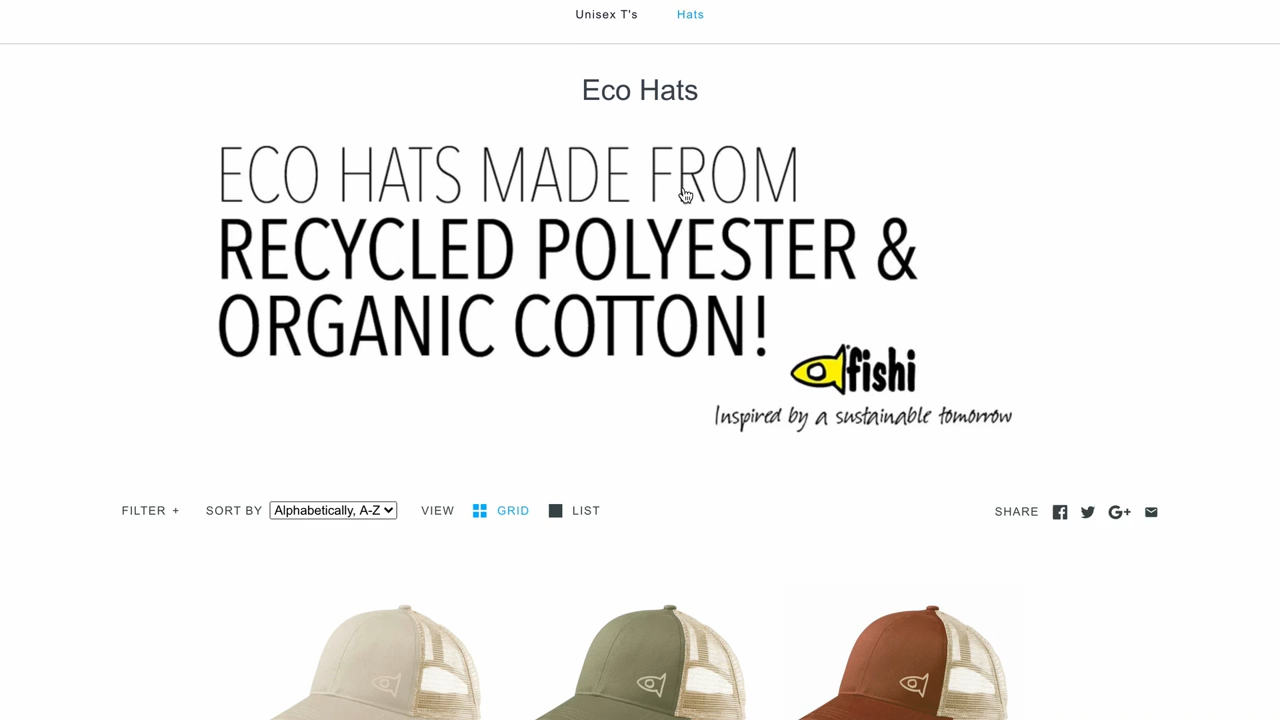 Unisex T's Hats
Eco Hats
ECO HATS MADE FROM
RECYCLED POLYESTER &
ORGANIC COTTON!
fishi
Inspired by a sustainable tomorrow
FILTER + SORT BY Alphabetically, A-Z VIEW GRID LIST SHARE